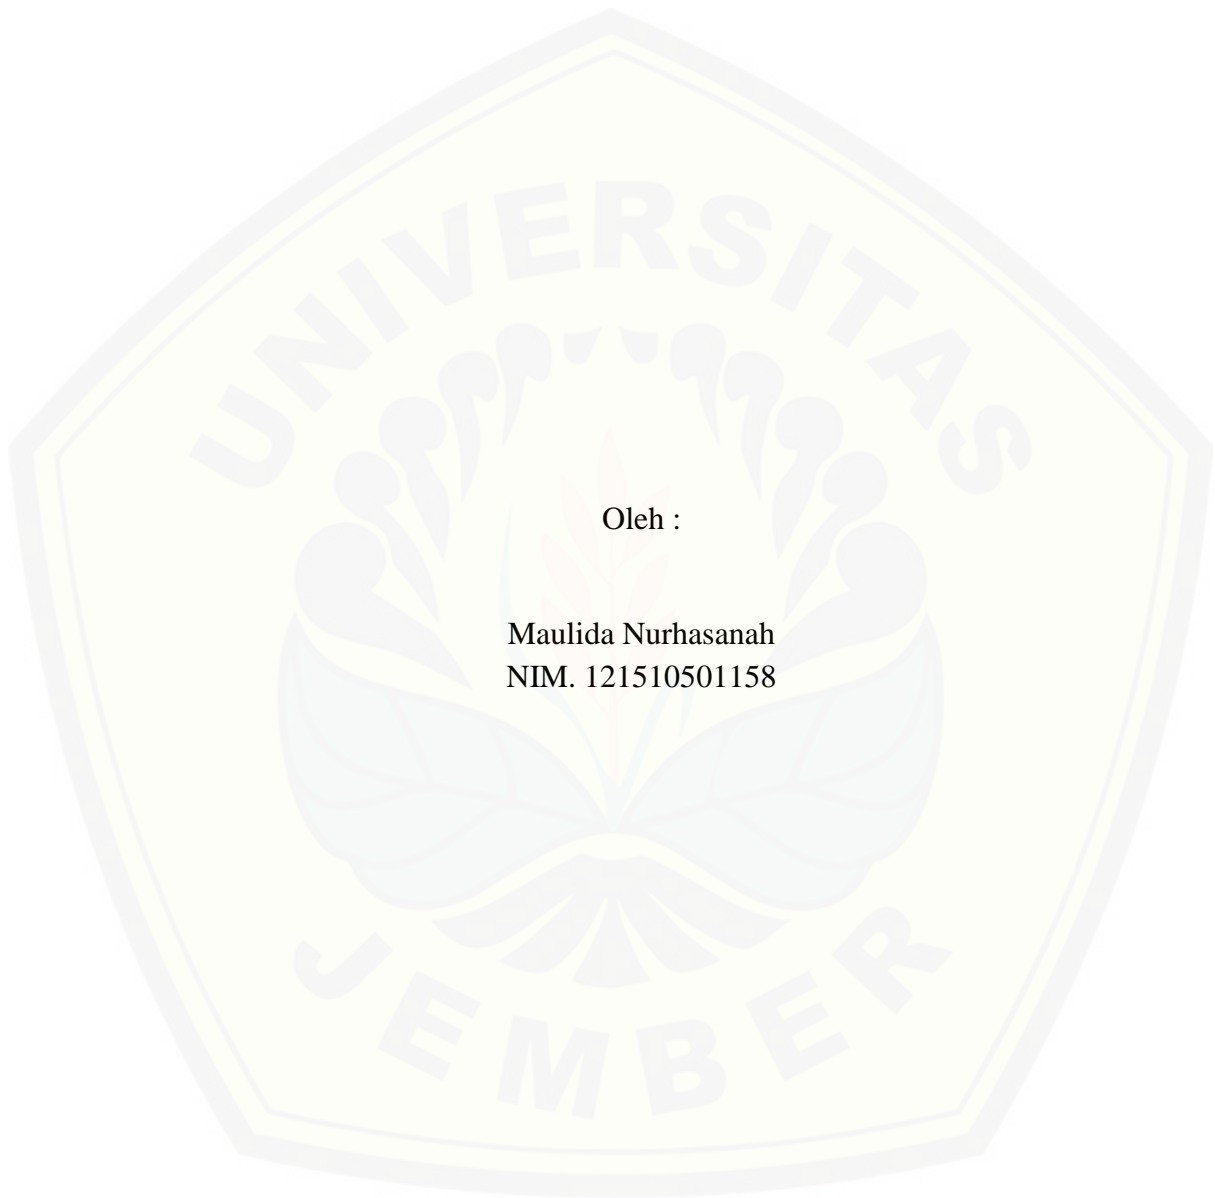 UNIVERSITAS
Oleh :
Maulida Nurhasanah
NIM. 121510501158
JEMBER